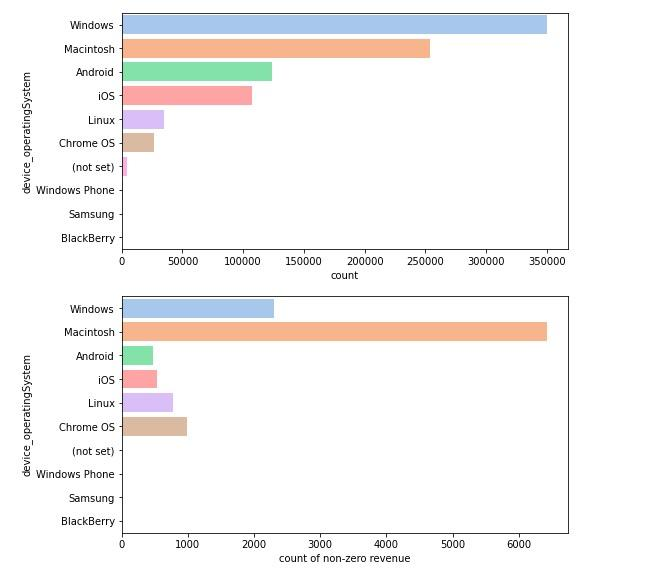 Windows
Macintosh
Android
iOS
Linux
Chrome OS
(not set)
Windows Phone
Samsung
BlackBerry
device_operatingSystem
0 50000 100000 150000 200000 250000 300000 350000
count
Windows
Macintosh
Android
iOS
Linux
Chrome OS
(not set)
Windows Phone
Samsung
BlackBerry
device_operatingSystem
0 1000 2000 3000 4000 5000 6000
count of non-zero revenue